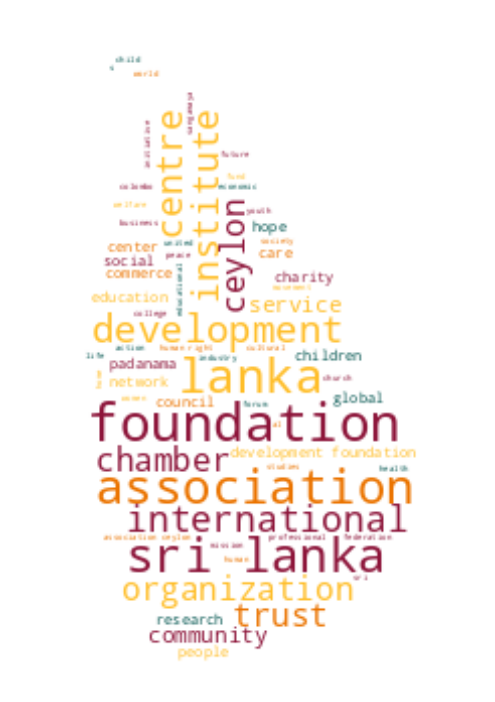 child
s
world
sangamaya
initiative
centre
institute
future
fund
colombo
economic
welfare
ceylon
youth
business
hope
united
society
center
peace
care
social
educational
commerce
charity
movement
education
service
college
development
action
human right
cultural
life
industry
children
padanama
lanka
church
network
women
council
forum
global
foundation
chamber
development foundation
studies
health
association
international
association ceylon
professional
federation
sri lanka
mission
human
sri
organization
trust
research
community
people